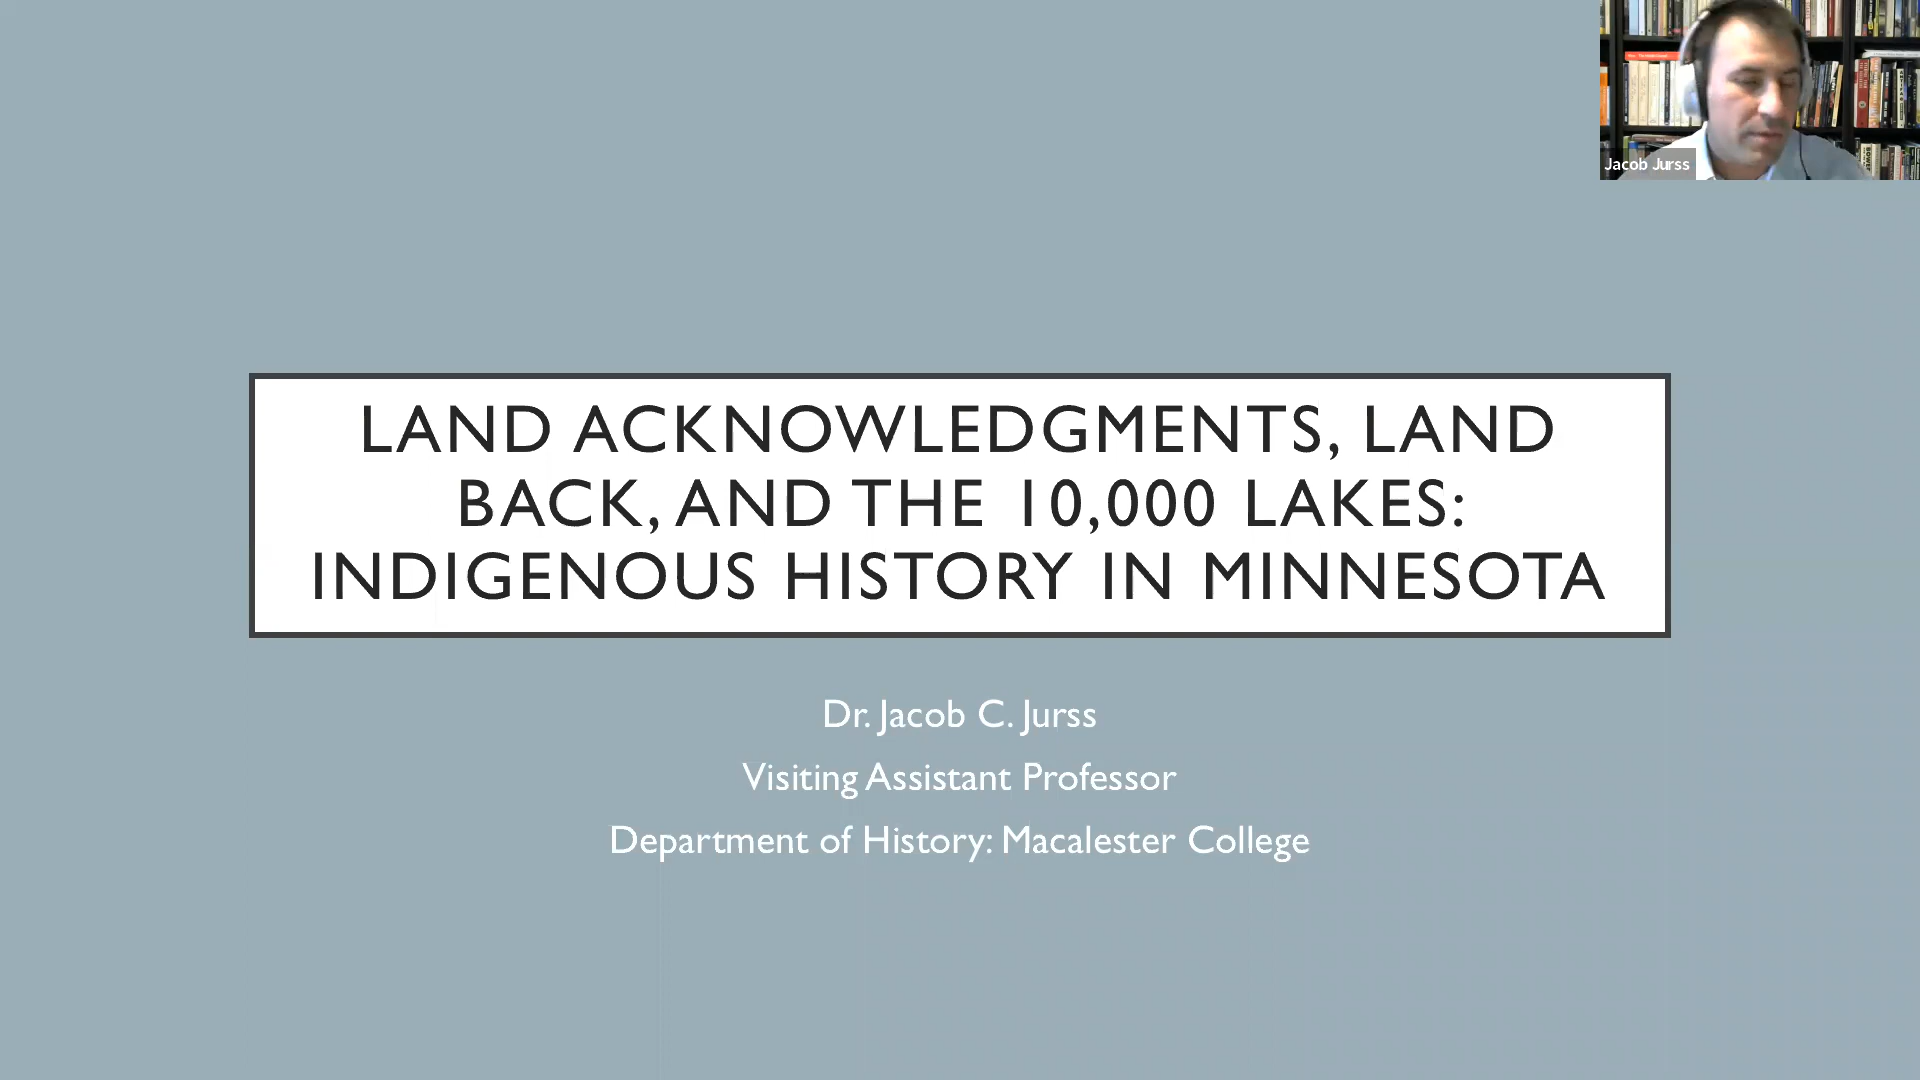 Jacob Jurss
LAND ACKNOWLEDGMENTS, LAND
BACK, AND THE 10,000 LAKES:
INDIGENOUS HISTORY IN MINNESOTA
Dr. Jacob C. Jurss
Visiting Assistant Professor
Department of History: Macalester College